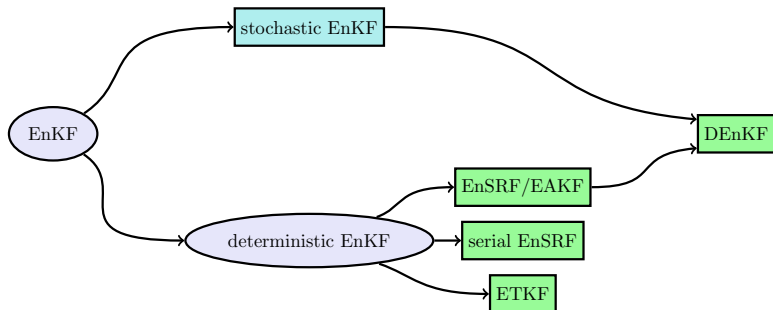 stochastic EnKF
EnKF
DEnKF
EnSRF/EAKF
deterministic EnKF
serial EnSRF
ETKF